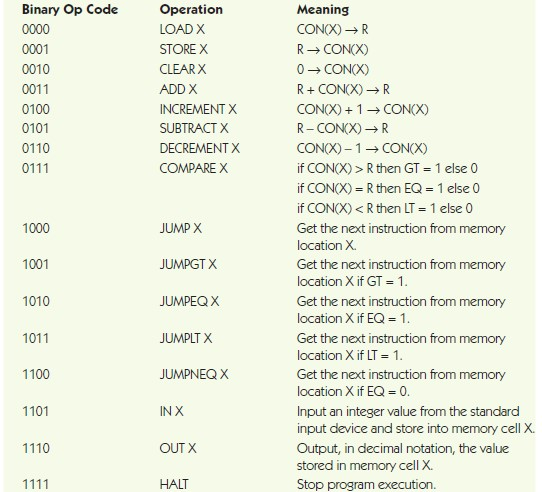 Binary Op Code Operation Meaning
0000 LOAD X CON(X) → R
0001 STORE X R → CON(X)
0010 CLEAR X 0 → CON(X)
0011 ADD X R + CON(X) → R
0100 INCREMENT X CON(X) + 1 → CON(X)
0101 SUBTRACT X R – CON(X) → R
0110 DECREMENT X CON(X) – 1 → CON(X)
0111 COMPARE X if CON(X) > R then GT = 1 else 0
if CON(X) = R then EQ = 1 else 0
if CON(X) < R then LT = 1 else 0
1000 JUMP X Get the next instruction from memory
location X.
1001 JUMPGT X Get the next instruction from memory
location X if GT = 1.
1010 JUMPEQ X Get the next instruction from memory
location X if EQ = 1.
1011 JUMPLT X Get the next instruction from memory
location X if LT = 1.
1100 JUMPNEQ X Get the next instruction from memory
location X if EQ = 0.
1101 IN X Input an integer value from the standard
input device and store into memory cell X.
1110 OUT X Output, in decimal notation, the value
stored in memory cell X.
1111 HALT Stop program execution.